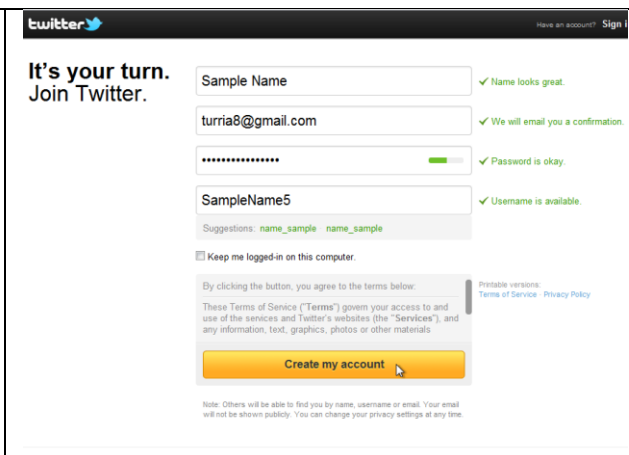 twitter
Have an account? Sign i
It's your turn.
Join Twitter.
Sample Name
✓ Name looks great.
turria8@gmail.com
✓ We will email you a confirmation.
••••••••••••••••
✓ Password is okay.
SampleName5
✓ Username is available.
Suggestions: name_sample name_sample
Keep me logged-in on this computer.
By clicking the button, you agree to the terms below:
These Terms of Service ("Terms") govern your access to and
use of the services and Twitter's websites (the "Services"), and
any information, text, graphics, photos or other materials
Printable versions:
Terms of Service · Privacy Policy
Create my account
Note: Others will be able to find you by name, username or email. Your email
will not be shown publicly. You can change your privacy settings at any time.